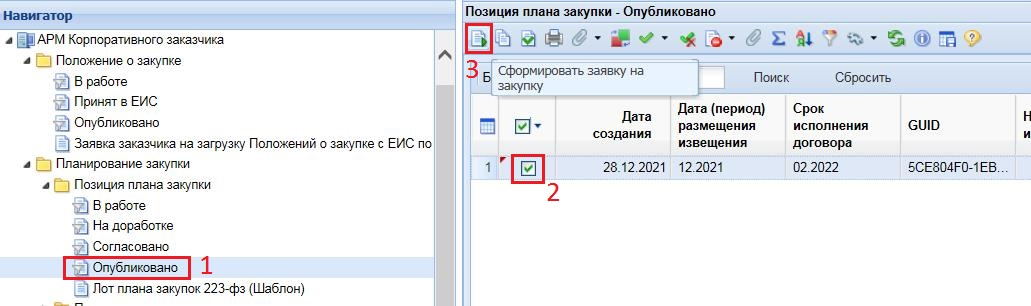 Навигатор
АРМ Корпоративного заказчика
Положение о закупке
В работе
Принят в ЕИС
Опубликовано
Заявка заказчика на загрузку Положений о закупке с ЕИС по
Планирование закупки
Позиция плана закупки
В работе
На доработке
Согласовано
Опубликовано 1
Лот плана закупок 223-фз (Шаблон)
Позиция плана закупки - Опубликовано
3
Сформировать заявку на
закупку
Поиск Сбросить
Дата
создания
Дата (период)
размещения
извещения
Срок
исполнения
договора
GUID
1 28.12.2021 12.2021 02.2022 5CE804F0-1EB...
2